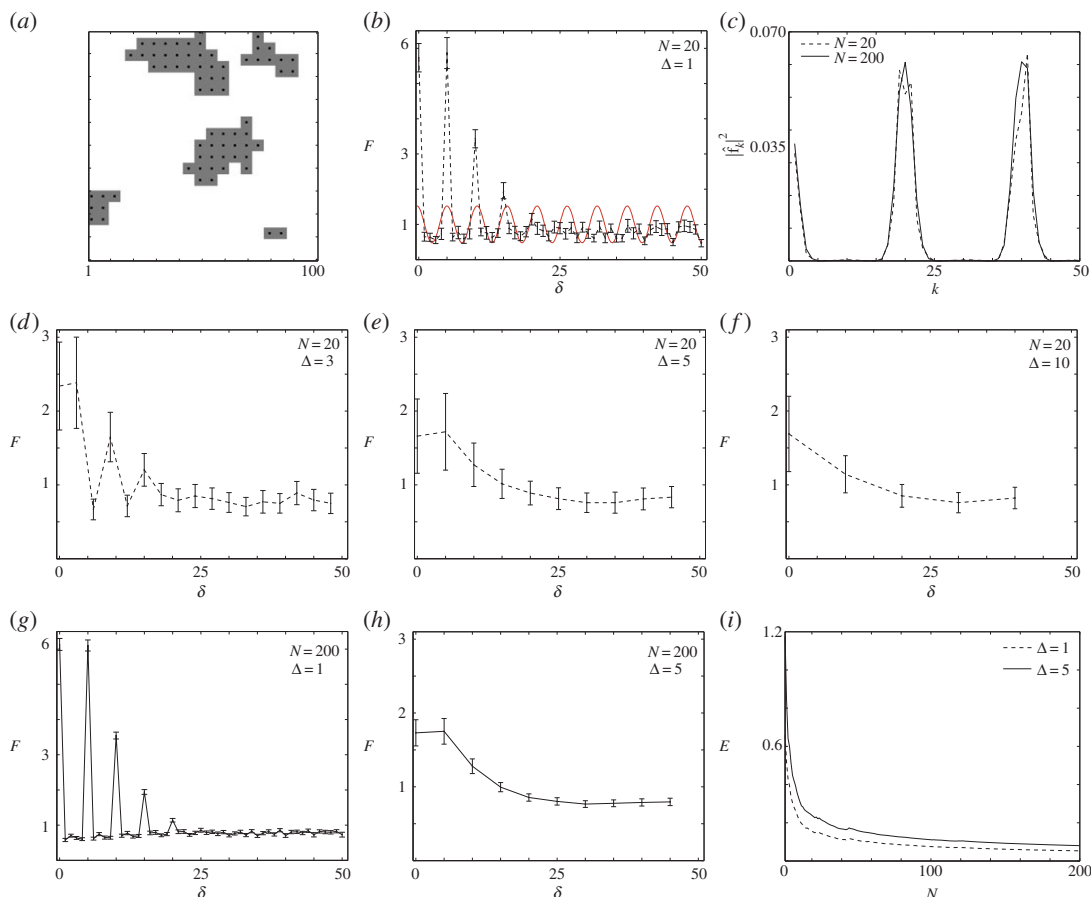 (a)
1
100
(b)
6
3
1
F
N = 20
Δ = 1
0
25
50
δ
(c)
0.070
0.035
|f̂ₖ|²
N = 20
N = 200
0
25
50
k
(d)
3
2
1
F
N = 20
Δ = 3
0
25
50
δ
(e)
3
2
1
F
N = 20
Δ = 5
0
25
50
δ
(f)
3
2
1
F
N = 20
Δ = 10
0
25
50
δ
(g)
6
3
1
F
N = 200
Δ = 1
0
25
50
δ
(h)
3
2
1
F
N = 200
Δ = 5
0
25
50
δ
(i)
1.2
0.6
E
Δ = 1
Δ = 5
0
100
200
N